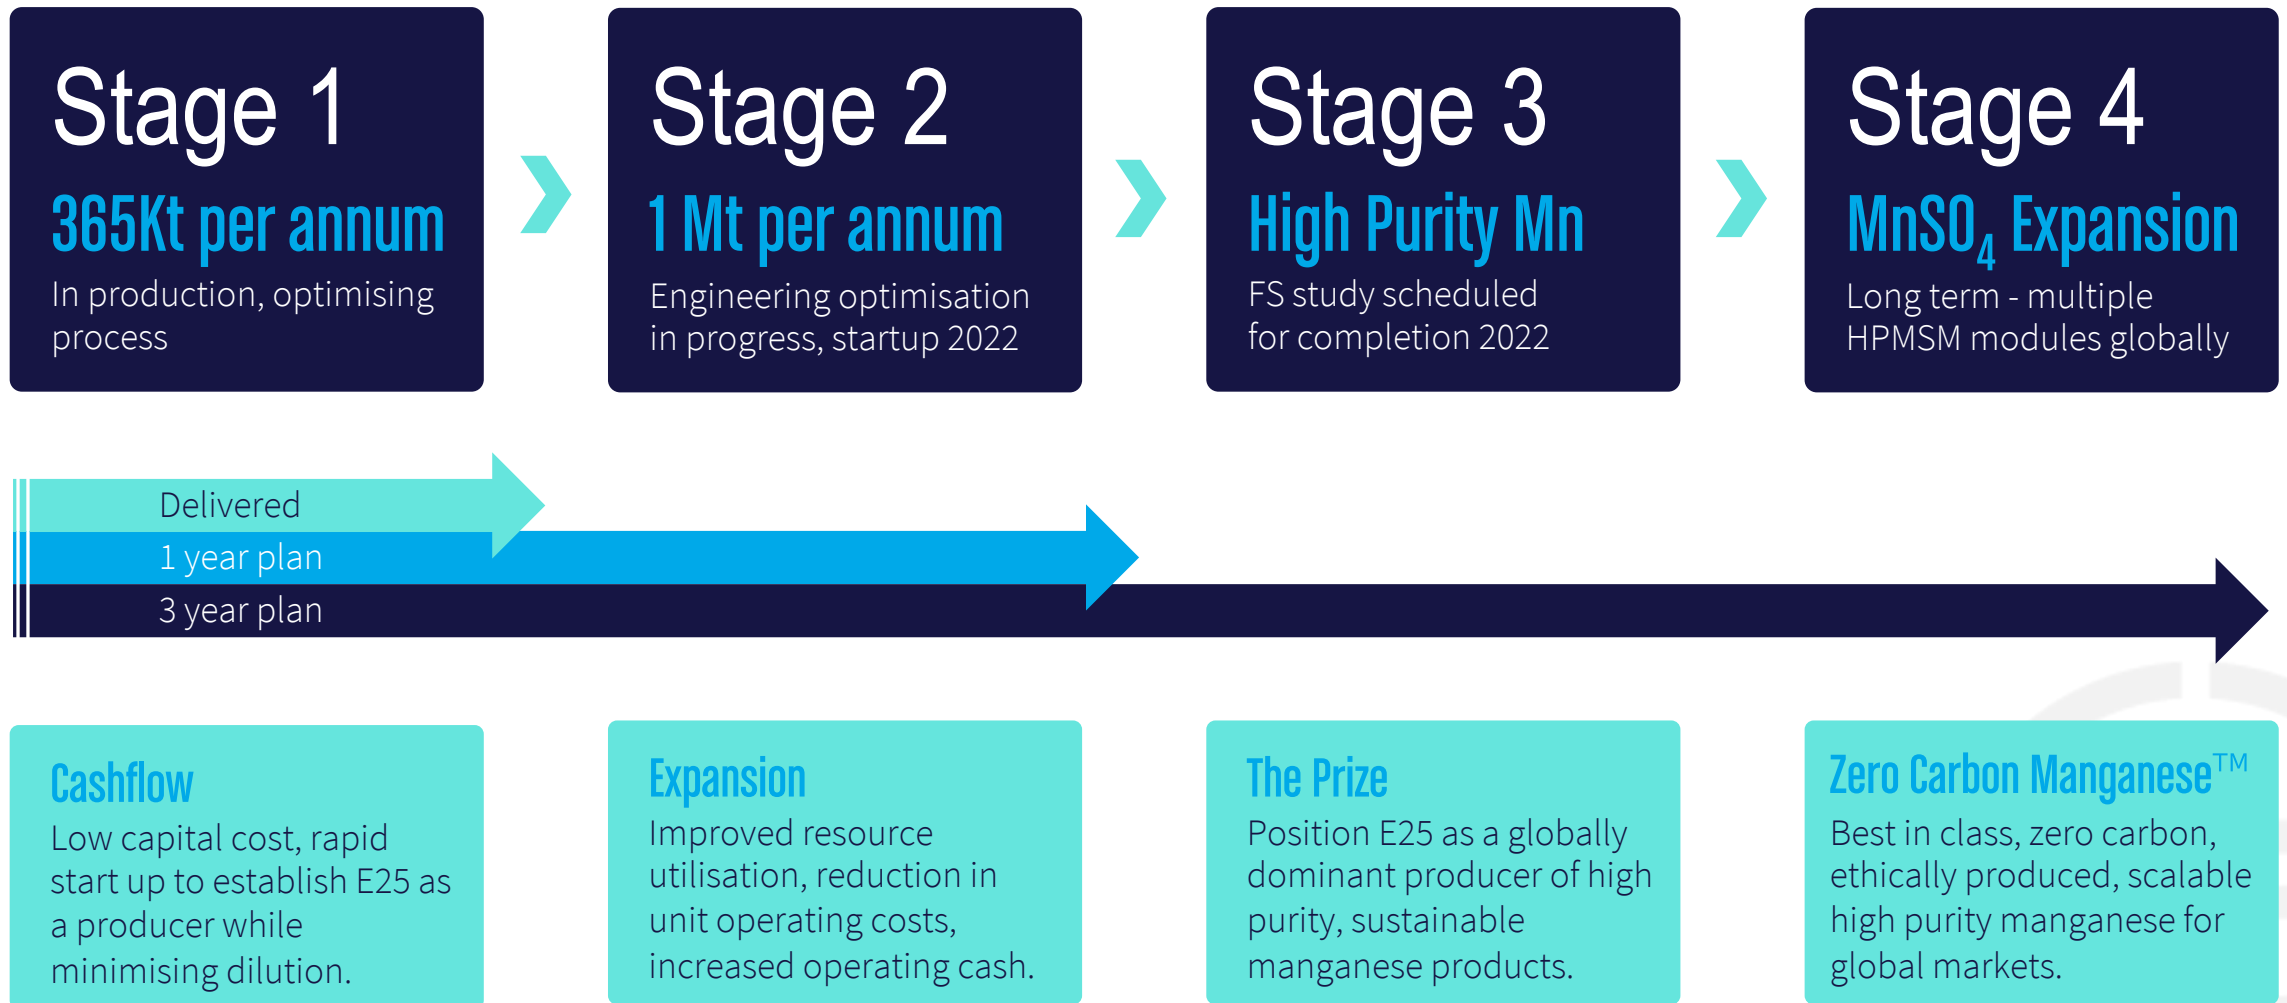 Stage 1
365Kt per annum
In production, optimising
process
Stage 2
1 Mt per annum
Engineering optimisation
in progress, startup 2022
Stage 3
High Purity Mn
FS study scheduled
for completion 2022
Stage 4
MnSO₄ Expansion
Long term - multiple
HPMSM modules globally
Delivered
1 year plan
3 year plan
Cashflow
Low capital cost, rapid
start up to establish E25 as
a producer while
minimising dilution.
Expansion
Improved resource
utilisation, reduction in
unit operating costs,
increased operating cash.
The Prize
Position E25 as a globally
dominant producer of high
purity, sustainable
manganese products.
Zero Carbon Manganese™
Best in class, zero carbon,
ethically produced, scalable
high purity manganese for
global markets.